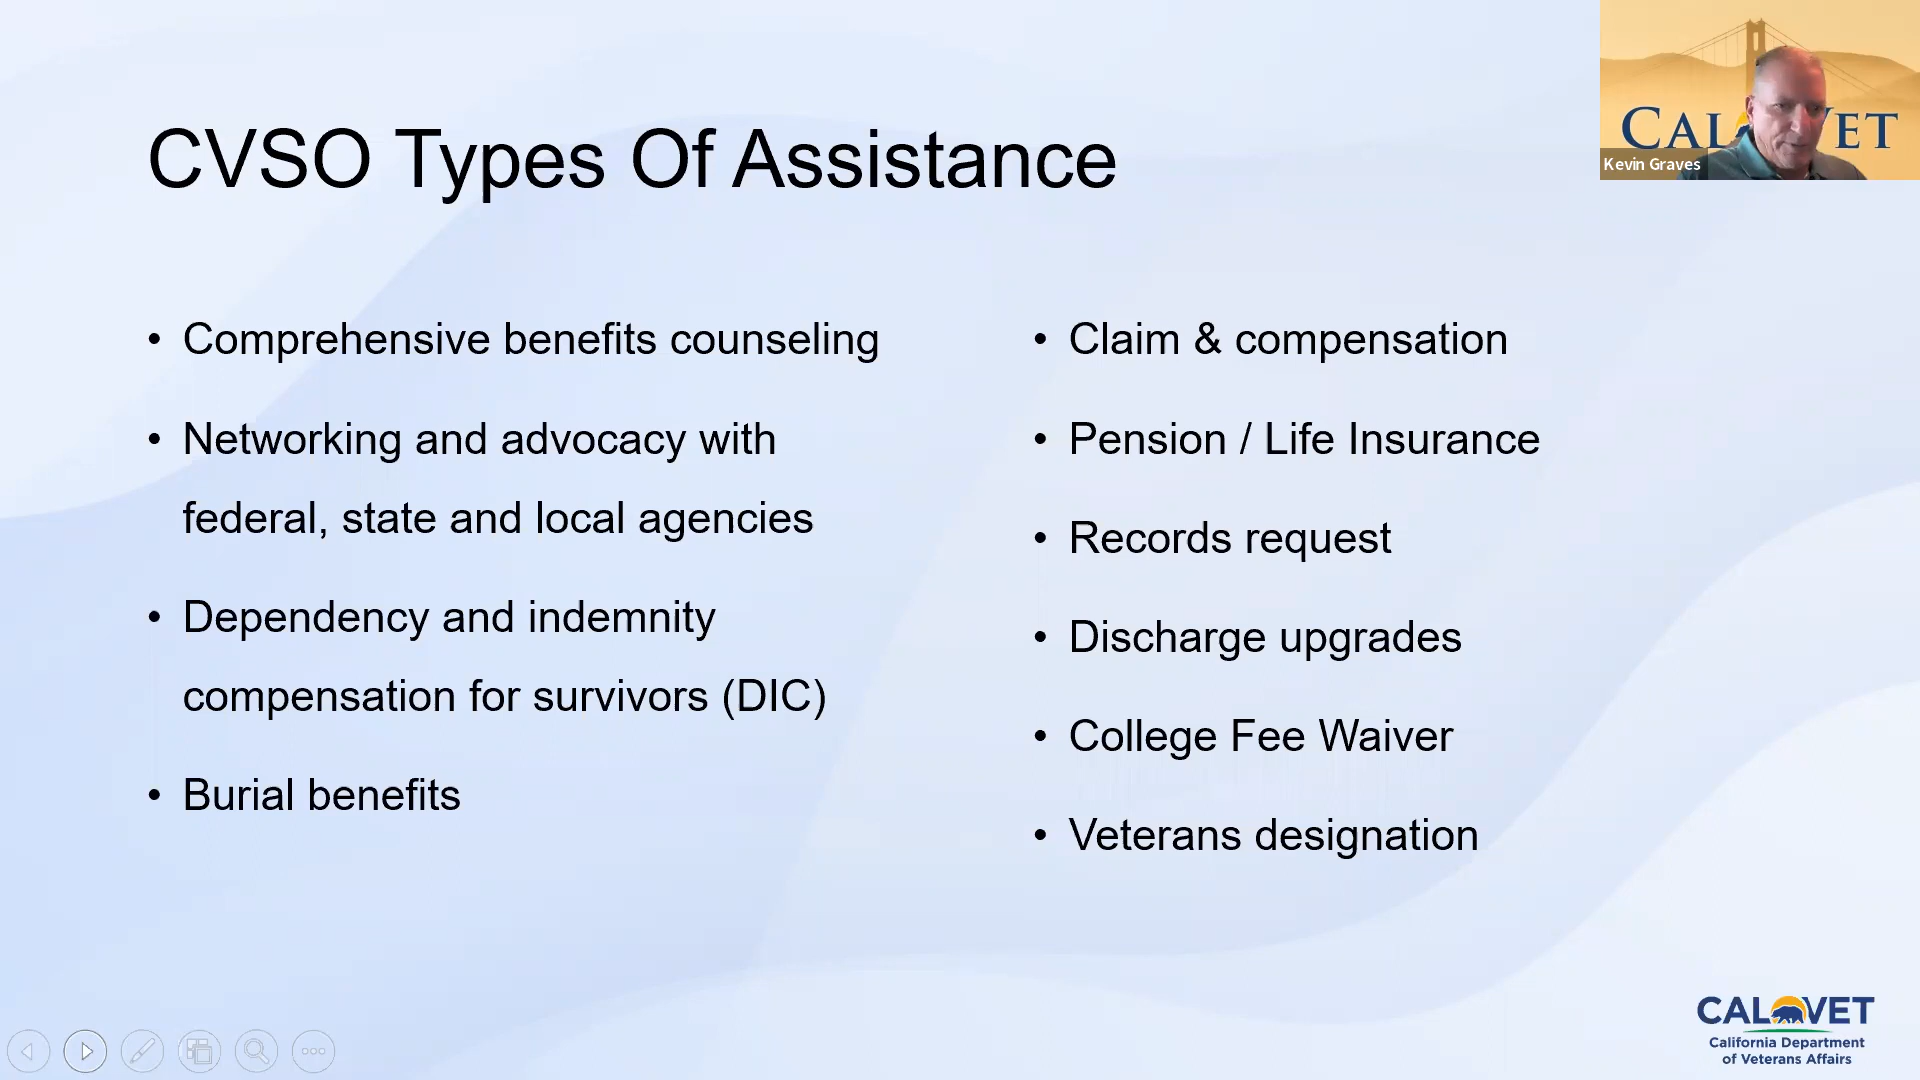 CVSO Types Of Assistance
• Comprehensive benefits counseling
• Networking and advocacy with
federal, state and local agencies
• Dependency and indemnity
compensation for survivors (DIC)
• Burial benefits
• Claim & compensation
• Pension / Life Insurance
• Records request
• Discharge upgrades
• College Fee Waiver
• Veterans designation
CAL VET
Kevin Graves
CALVET
California Department
of Veterans Affairs